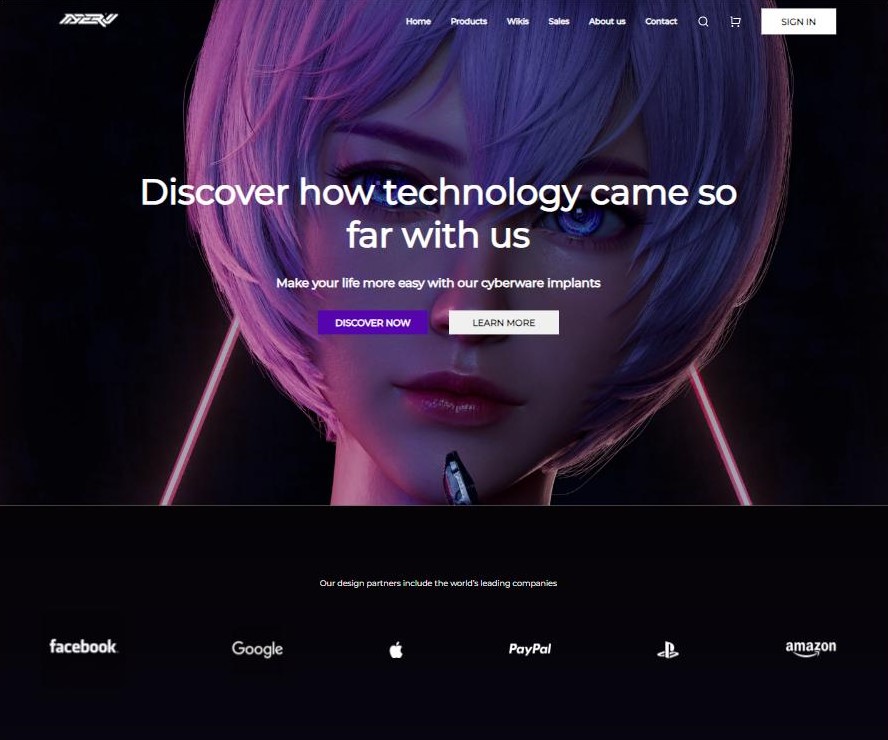 Home Products Wikis Sales About us Contact SIGN IN
Discover how technology came so
far with us
Make your life more easy with our cyberware implants
DISCOVER NOW LEARN MORE
Our design partners include the world's leading companies
facebook Google PayPal amazon